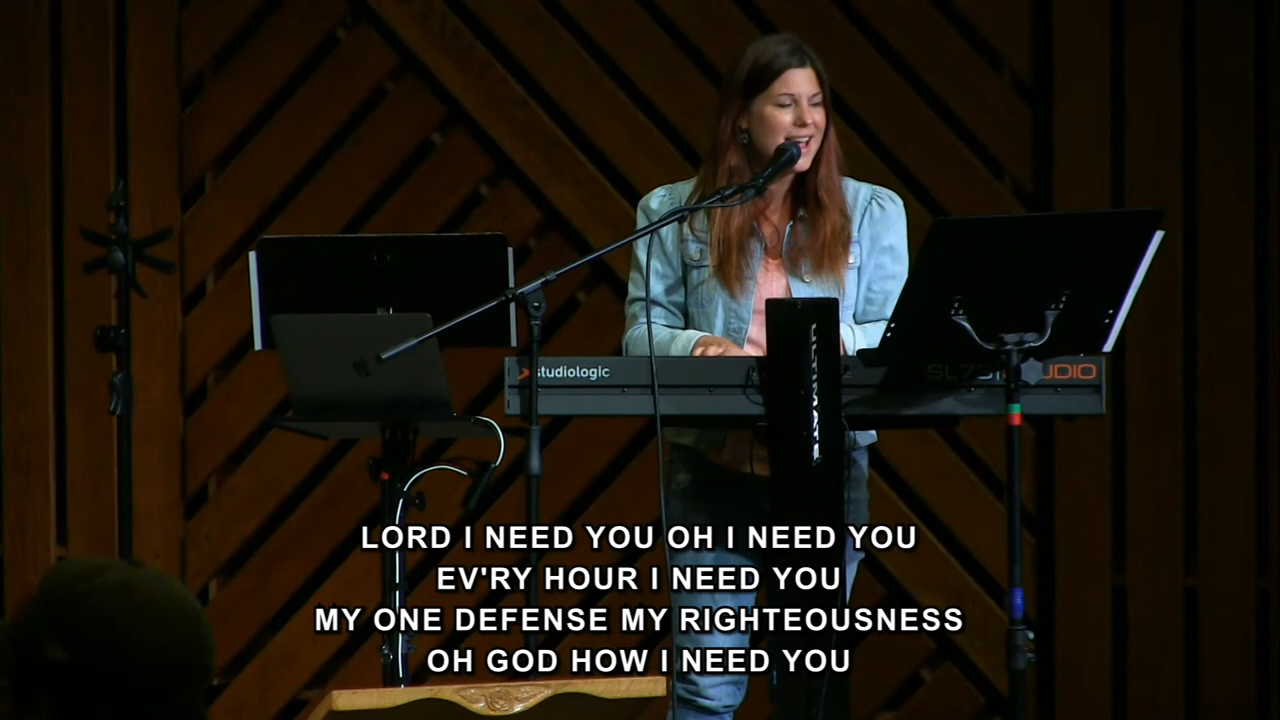 studiologic
ULTIMATE
LORD I NEED YOU OH I NEED YOU
EV'RY HOUR I NEED YOU
MY ONE DEFENSE MY RIGHTEOUSNESS
OH GOD HOW I NEED YOU